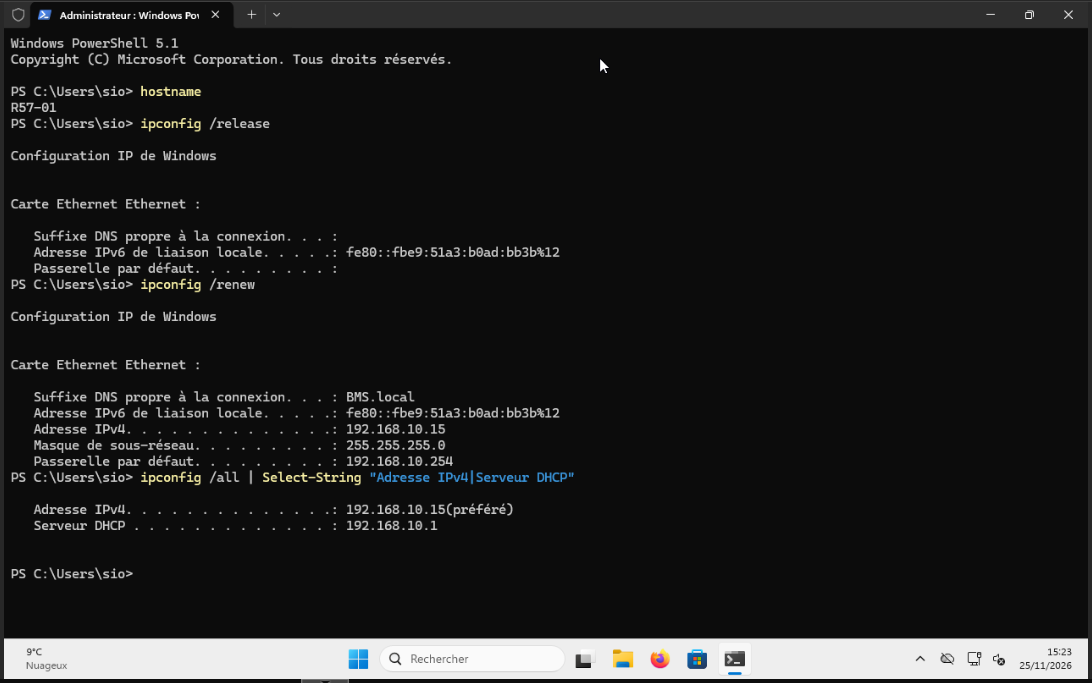 Administrateur : Windows Pov
Windows PowerShell 5.1
Copyright (C) Microsoft Corporation. Tous droits réservés.
PS C:\Users\sio> hostname
R57-01
PS C:\Users\sio> ipconfig /release
Configuration IP de Windows
Carte Ethernet Ethernet :
Suffixe DNS propre à la connexion. . . :
Adresse IPv6 de liaison locale. . . . .: fe80::fbe9:51a3:b0ad:bb3b%12
Passerelle par défaut. . . . . . . . . :
PS C:\Users\sio> ipconfig /renew
Configuration IP de Windows
Carte Ethernet Ethernet :
Suffixe DNS propre à la connexion. . . : BMS.local
Adresse IPv6 de liaison locale. . . . .: fe80::fbe9:51a3:b0ad:bb3b%12
Adresse IPv4. . . . . . . . . . . . . .: 192.168.10.15
Masque de sous-réseau. . . . . . . . . : 255.255.255.0
Passerelle par défaut. . . . . . . . . : 192.168.10.254
PS C:\Users\sio> ipconfig /all | Select-String "Adresse IPv4|Serveur DHCP"
Adresse IPv4. . . . . . . . . . . . . .: 192.168.10.15(préféré)
Serveur DHCP . . . . . . . . . . . . . : 192.168.10.1
PS C:\Users\sio>
9°C
Nuageux
Rechercher
15:23
25/11/2026